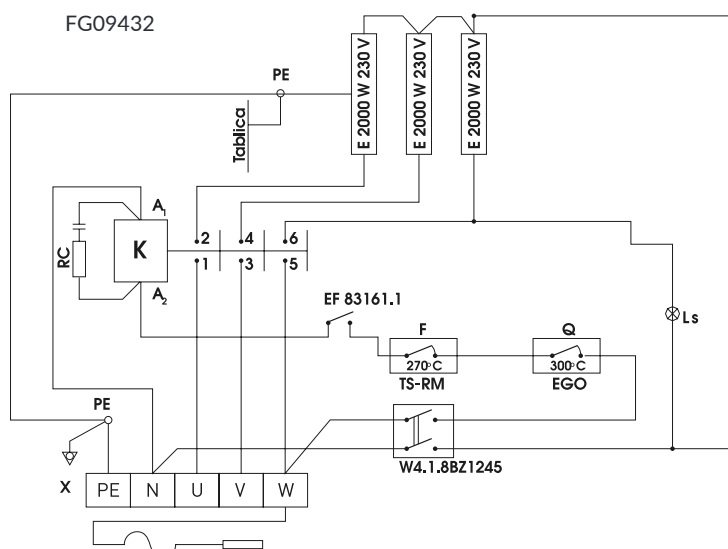 FG09432
PE
Tablica
E 2000 W 230 V
E 2000 W 230 V
E 2000 W 230 V
A1
K
RC
A2
2
4
6
1
3
5
EF 83161.1
F
270°C
TS-RM
Q
300°C
EGO
Ls
PE
W4.1.8BZ1245
X
PE
N
U
V
W